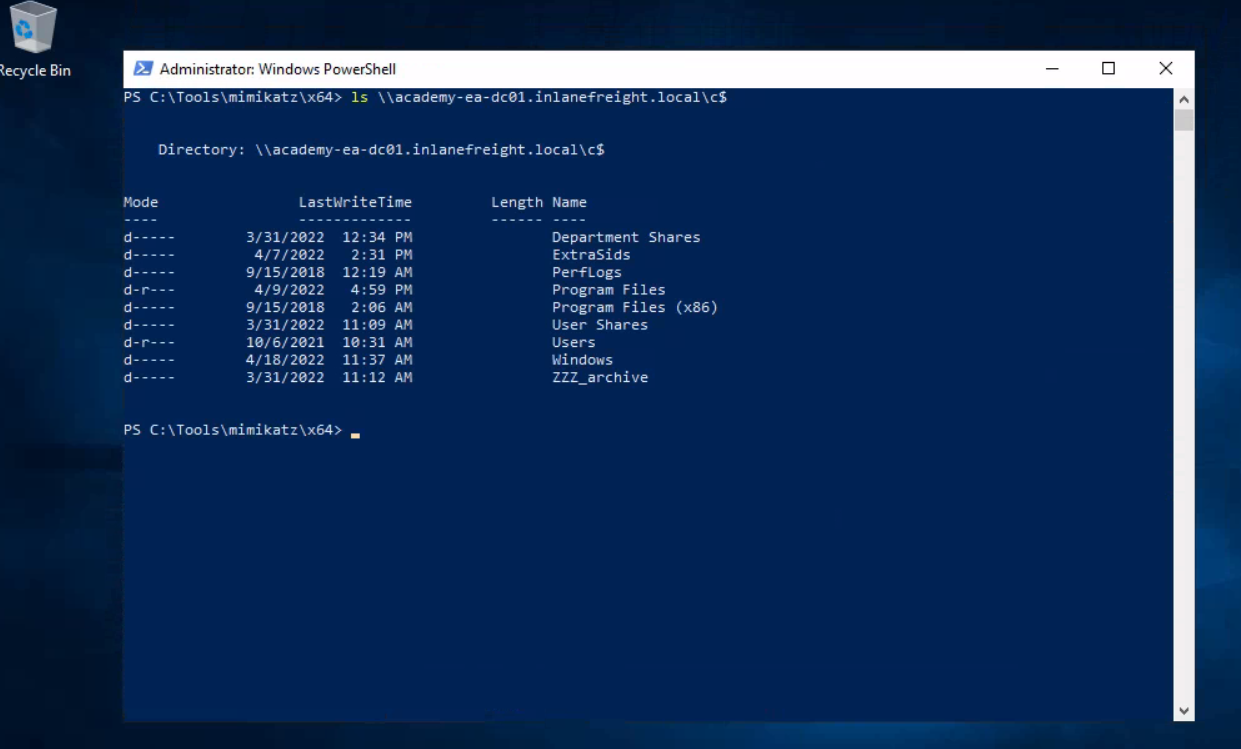 Recycle Bin
Administrator: Windows PowerShell
PS C:\Tools\mimikatz\x64> ls \\academy-ea-dc01.inlanefreight.local\c$
Directory: \\academy-ea-dc01.inlanefreight.local\c$
Mode LastWriteTime Length Name
---- ------------- ------ ----
d----- 3/31/2022 12:34 PM Department Shares
d----- 4/7/2022 2:31 PM ExtraSids
d----- 9/15/2018 12:19 AM PerfLogs
d-r--- 4/9/2022 4:59 PM Program Files
d----- 9/15/2018 2:06 AM Program Files (x86)
d----- 3/31/2022 11:09 AM User Shares
d-r--- 10/6/2021 10:31 AM Users
d----- 4/18/2022 11:37 AM Windows
d----- 3/31/2022 11:12 AM ZZZ_archive
PS C:\Tools\mimikatz\x64>